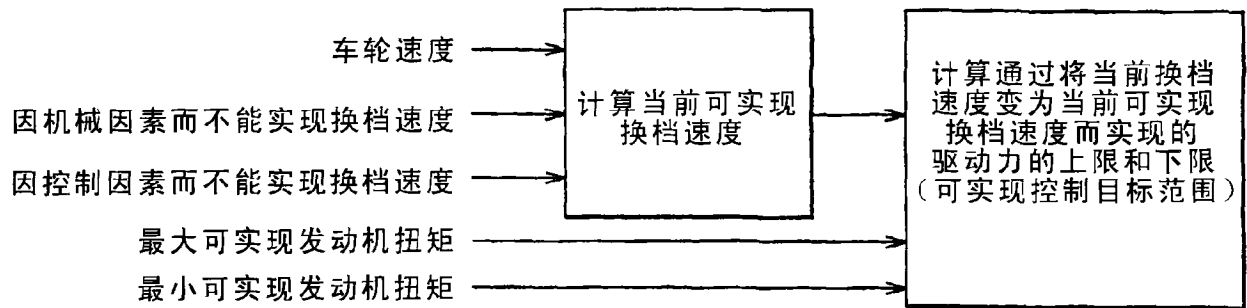 车轮速度
因机械因素而不能实现换档速度
因控制因素而不能实现换档速度
最大可实现发动机扭矩
最小可实现发动机扭矩
计算当前可实现
换档速度
计算通过将当前换档
速度变为当前可实现
换档速度而实现的
驱动力的上限和下限
(可实现控制目标范围)